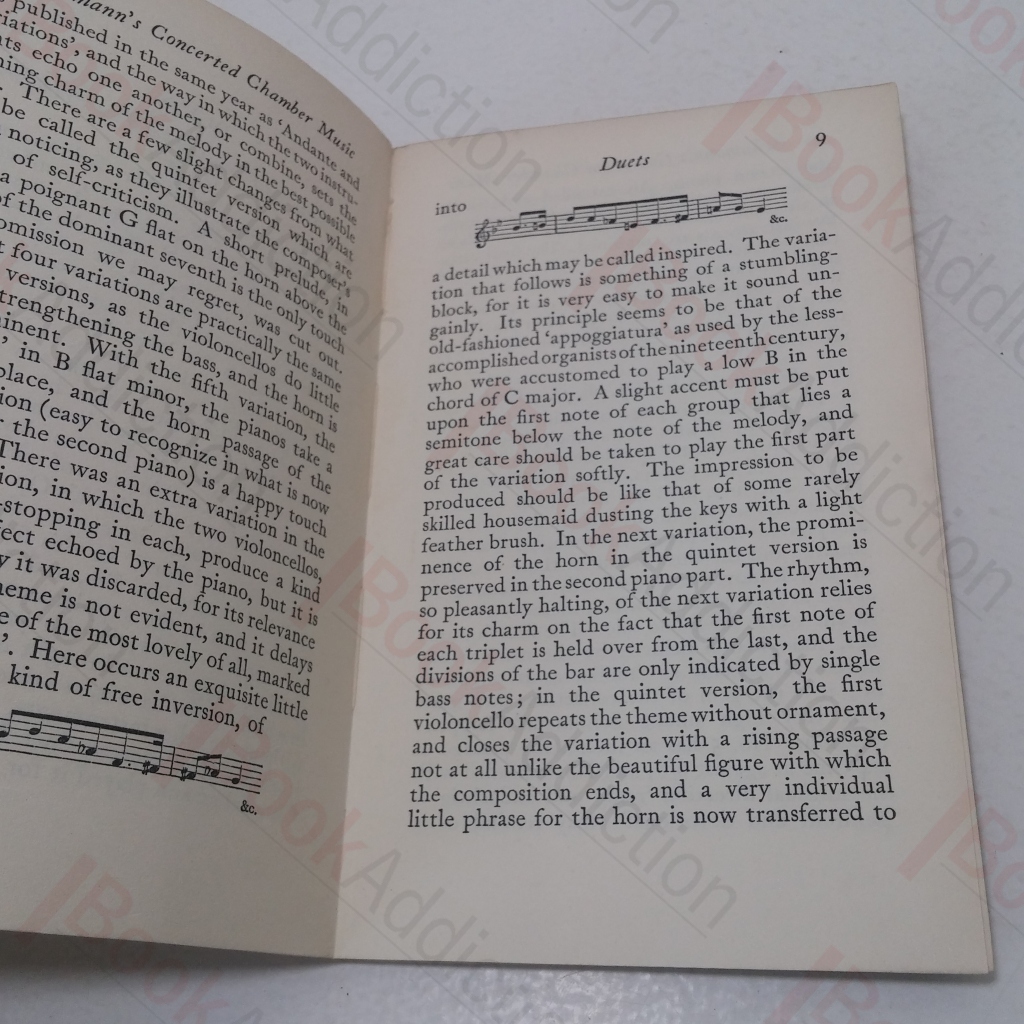 mann's Concerted Chamber Music
published in the same year as 'Andante and
iations', and the way in which the two instru-
nts echo one another, or combine, sets the
ning charm of the melody in the best possible
There are a few slight changes from what
be called the quintet version which are
noticing, as they illustrate the composer's
of self-criticism. A short prelude, in
a poignant G flat on the horn above the
of the dominant seventh is the only touch
omission we may regret, was cut out.
t four variations are practically the same
versions, as the violoncellos do little
trengthening the bass, and the horn is
inent. With the fifth variation, the
' in B flat minor, the pianos take a
place, and the horn passage of the
ion (easy to recognize in what is now
r the second piano) is a happy touch
There was an extra variation in the
ion, in which the two violoncellos,
-stopping in each, produce a kind
fect echoed by the piano, but it is
y it was discarded, for its relevance
heme is not evident, and it delays
e of the most lovely of all, marked
'. Here occurs an exquisite little
kind of free inversion, of
&c.
Duets
9
into
&c.
a detail which may be called inspired. The varia-
tion that follows is something of a stumbling-
block, for it is very easy to make it sound un-
gainly. Its principle seems to be that of the
old-fashioned 'appoggiatura' as used by the less-
accomplished organists of the nineteenth century,
who were accustomed to play a low B in the
chord of C major. A slight accent must be put
upon the first note of each group that lies a
semitone below the note of the melody, and
great care should be taken to play the first part
of the variation softly. The impression to be
produced should be like that of some rarely
skilled housemaid dusting the keys with a light
feather brush. In the next variation, the promi-
nence of the horn in the quintet version is
preserved in the second piano part. The rhythm,
so pleasantly halting, of the next variation relies
for its charm on the fact that the first note of
each triplet is held over from the last, and the
divisions of the bar are only indicated by single
bass notes; in the quintet version, the first
violoncello repeats the theme without ornament,
and closes the variation with a rising passage
not at all unlike the beautiful figure with which
the composition ends, and a very individual
little phrase for the horn is now transferred to
BookAddiction